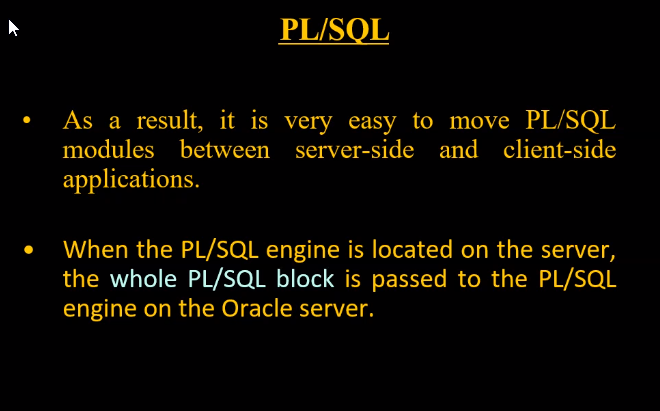 PL/SQL
• As a result, it is very easy to move PL/SQL
modules between server-side and client-side
applications.
• When the PL/SQL engine is located on the server,
the whole PL/SQL block is passed to the PL/SQL
engine on the Oracle server.